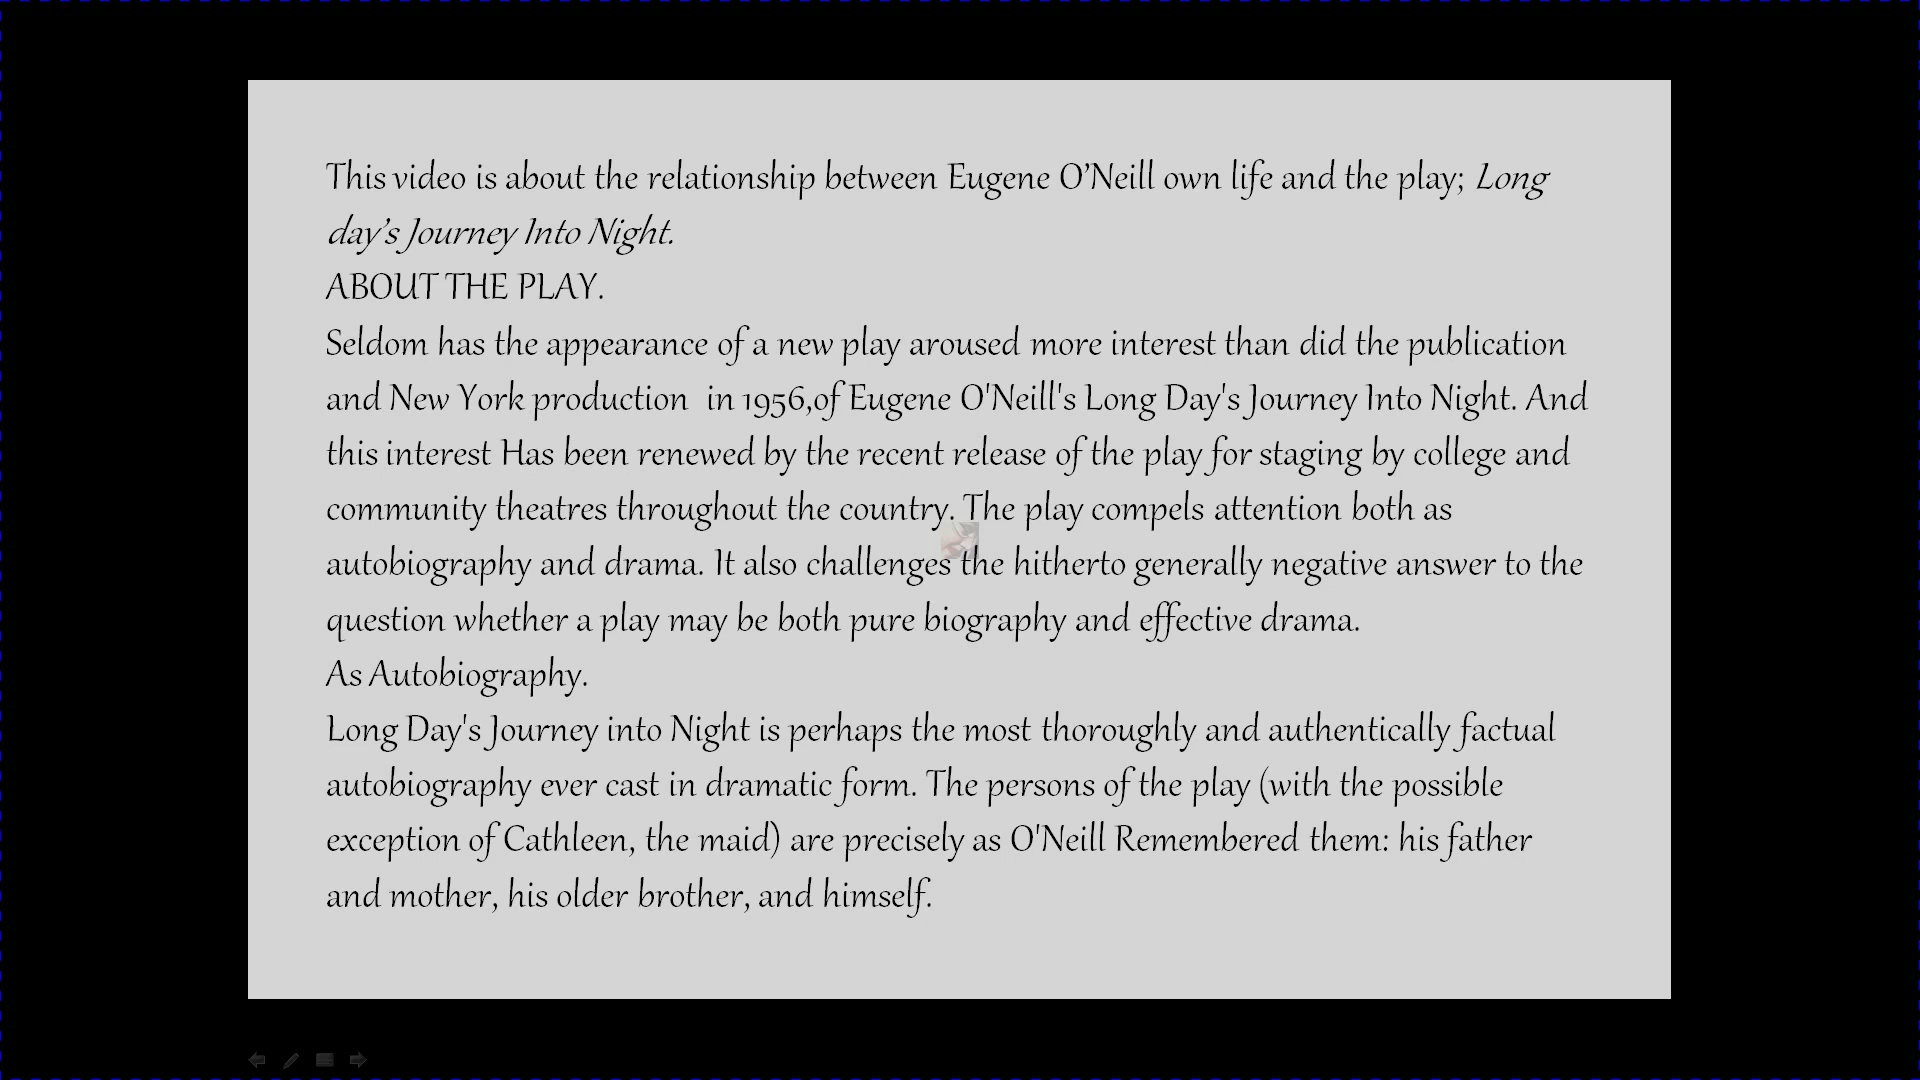 This video is about the relationship between Eugene O’Neill own life and the play; Long
day’s Journey Into Night.
ABOUT THE PLAY.
Seldom has the appearance of a new play aroused more interest than did the publication
and New York production  in 1956,of Eugene O'Neill's Long Day's Journey Into Night. And
this interest Has been renewed by the recent release of the play for staging by college and
community theatres throughout the country. The play compels attention both as
autobiography and drama. It also challenges the hitherto generally negative answer to the
question whether a play may be both pure biography and effective drama.
As Autobiography.
Long Day's Journey into Night is perhaps the most thoroughly and authentically factual
autobiography ever cast in dramatic form. The persons of the play (with the possible
exception of Cathleen, the maid) are precisely as O'Neill Remembered them: his father
and mother, his older brother, and himself.